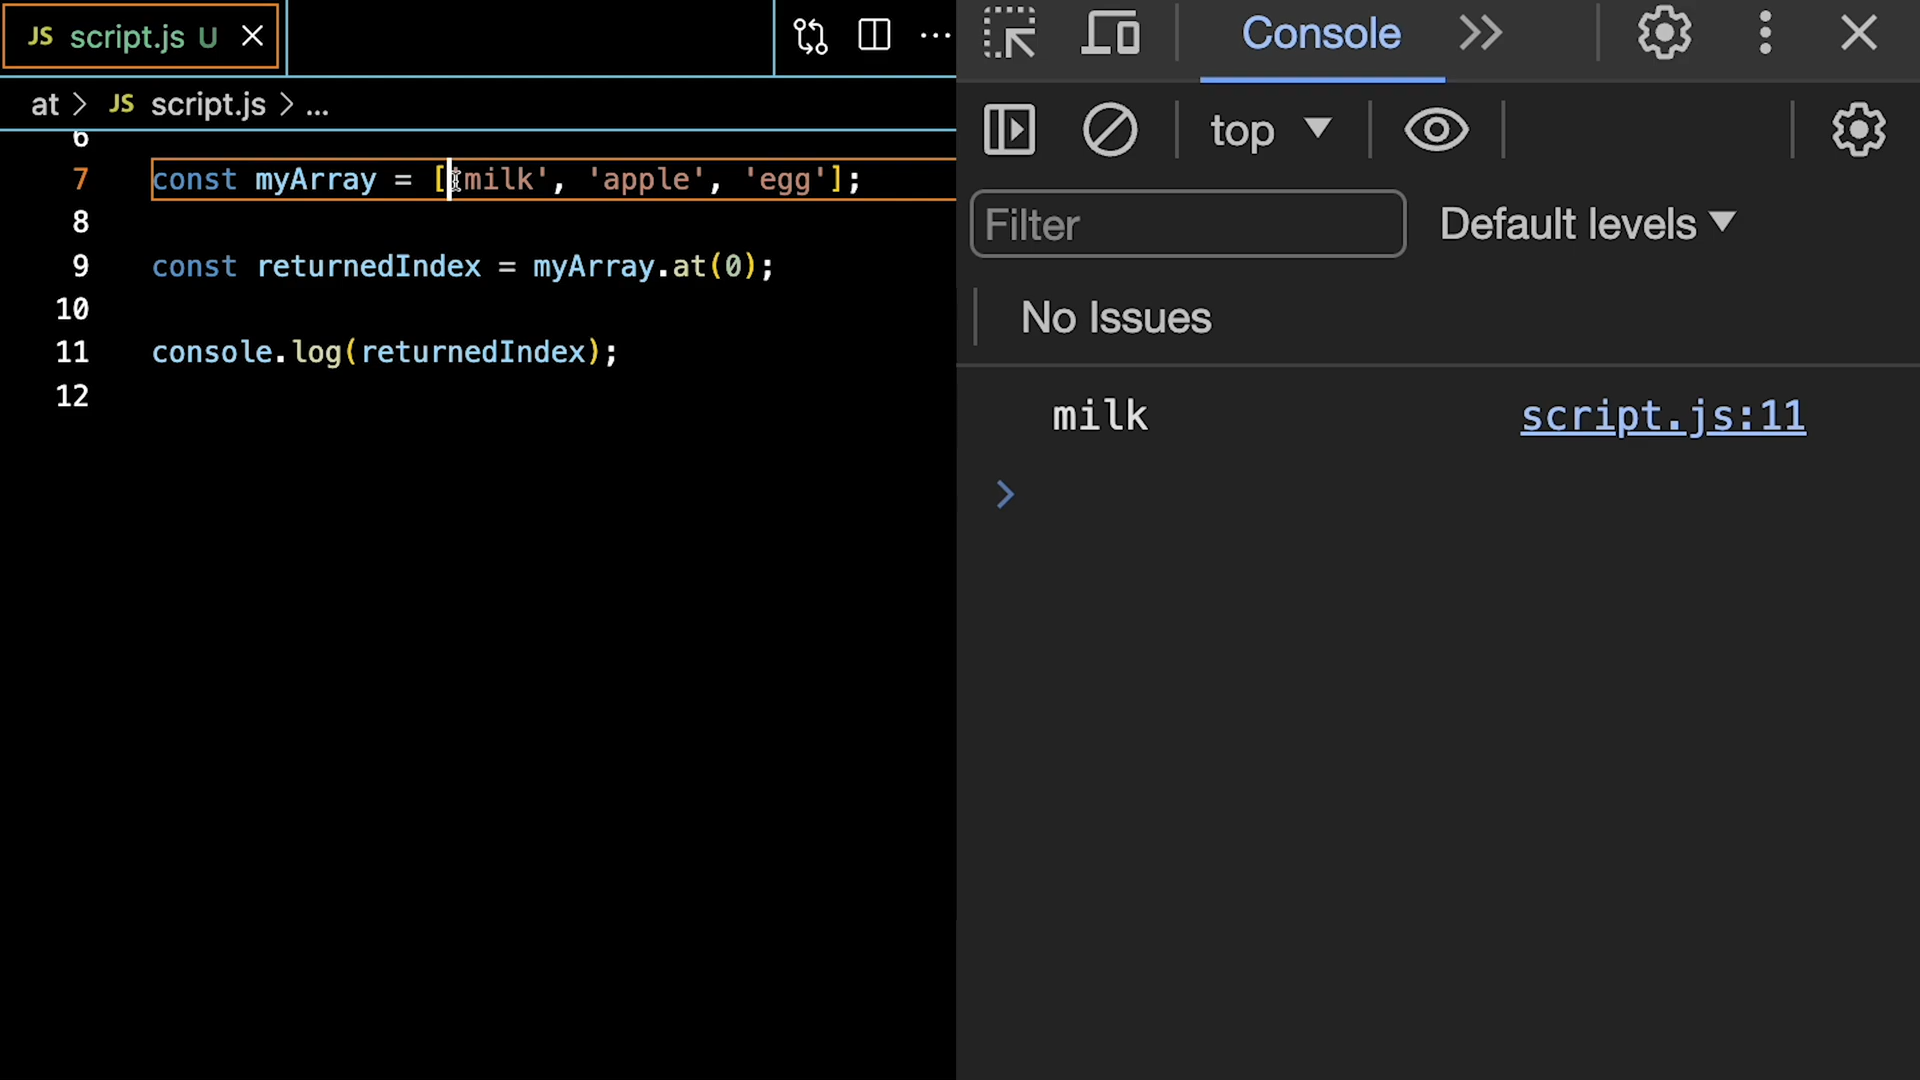 JS script.js U
at > JS script.js > ...
6
7 const myArray = ['milk', 'apple', 'egg'];
8
9 const returnedIndex = myArray.at(0);
10
11 console.log(returnedIndex);
12
Console
top
Filter
Default levels
No Issues
milk script.js:11
>